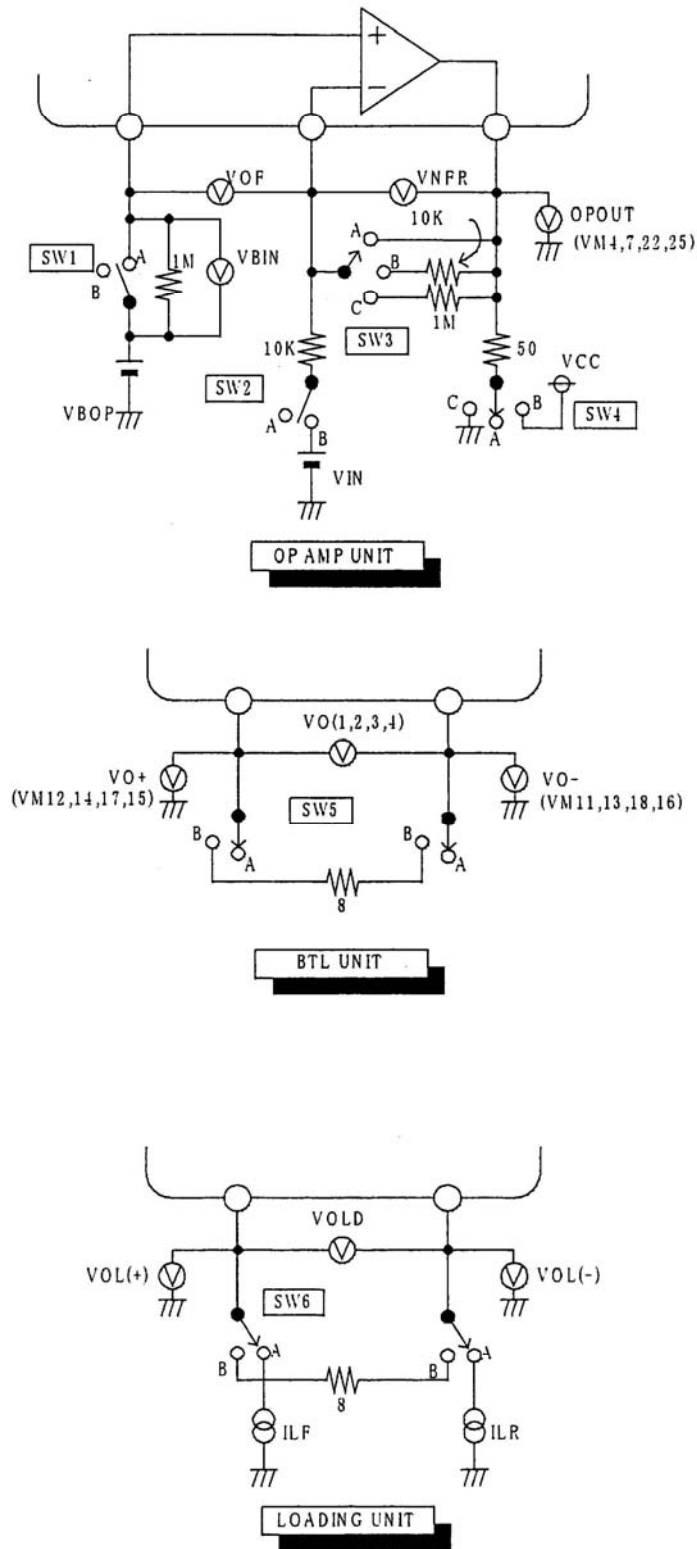 +
−
VOF
VNFR
10K
OPOUT
(VM4,7,22,25)
SW1
A
B
1M
VBIN
A
B
C
1M
10K
SW3
50
VCC
SW2
A
B
C
B
A
SW4
VBOP
VIN
OP AMP UNIT
VO(1,2,3,4)
VO+
(VM12,14,17,15)
VO-
(VM11,13,18,16)
SW5
B
A
B
A
8
BTL UNIT
VOLD
VOL(+)
VOL(-)
SW6
B
A
B
A
8
ILF
ILR
LOADING UNIT